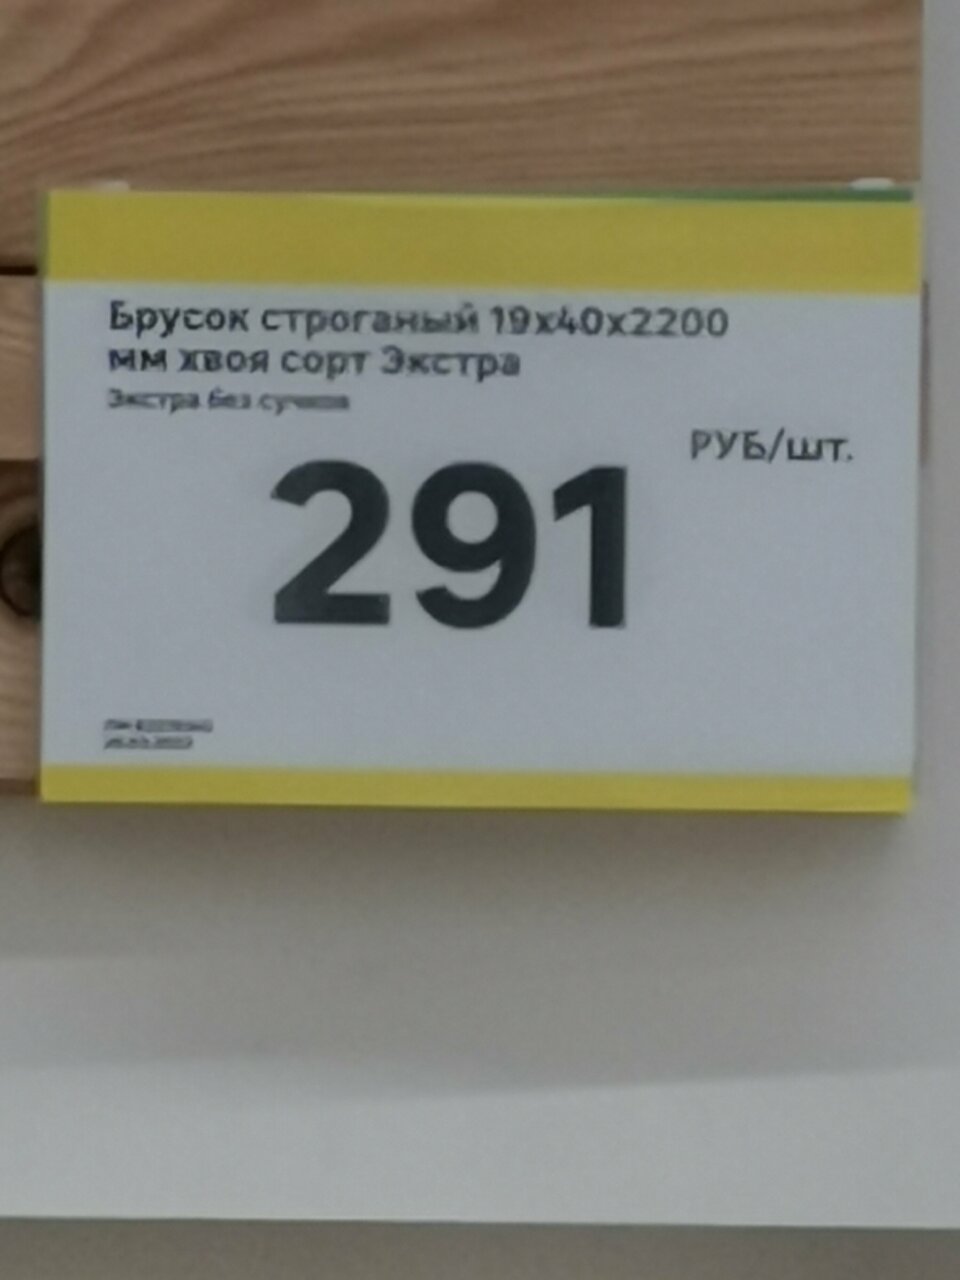 Брусок строганый 19x40x2200
мм хвоя сорт Экстра
Экстра без сучков
РУБ/шт.
291